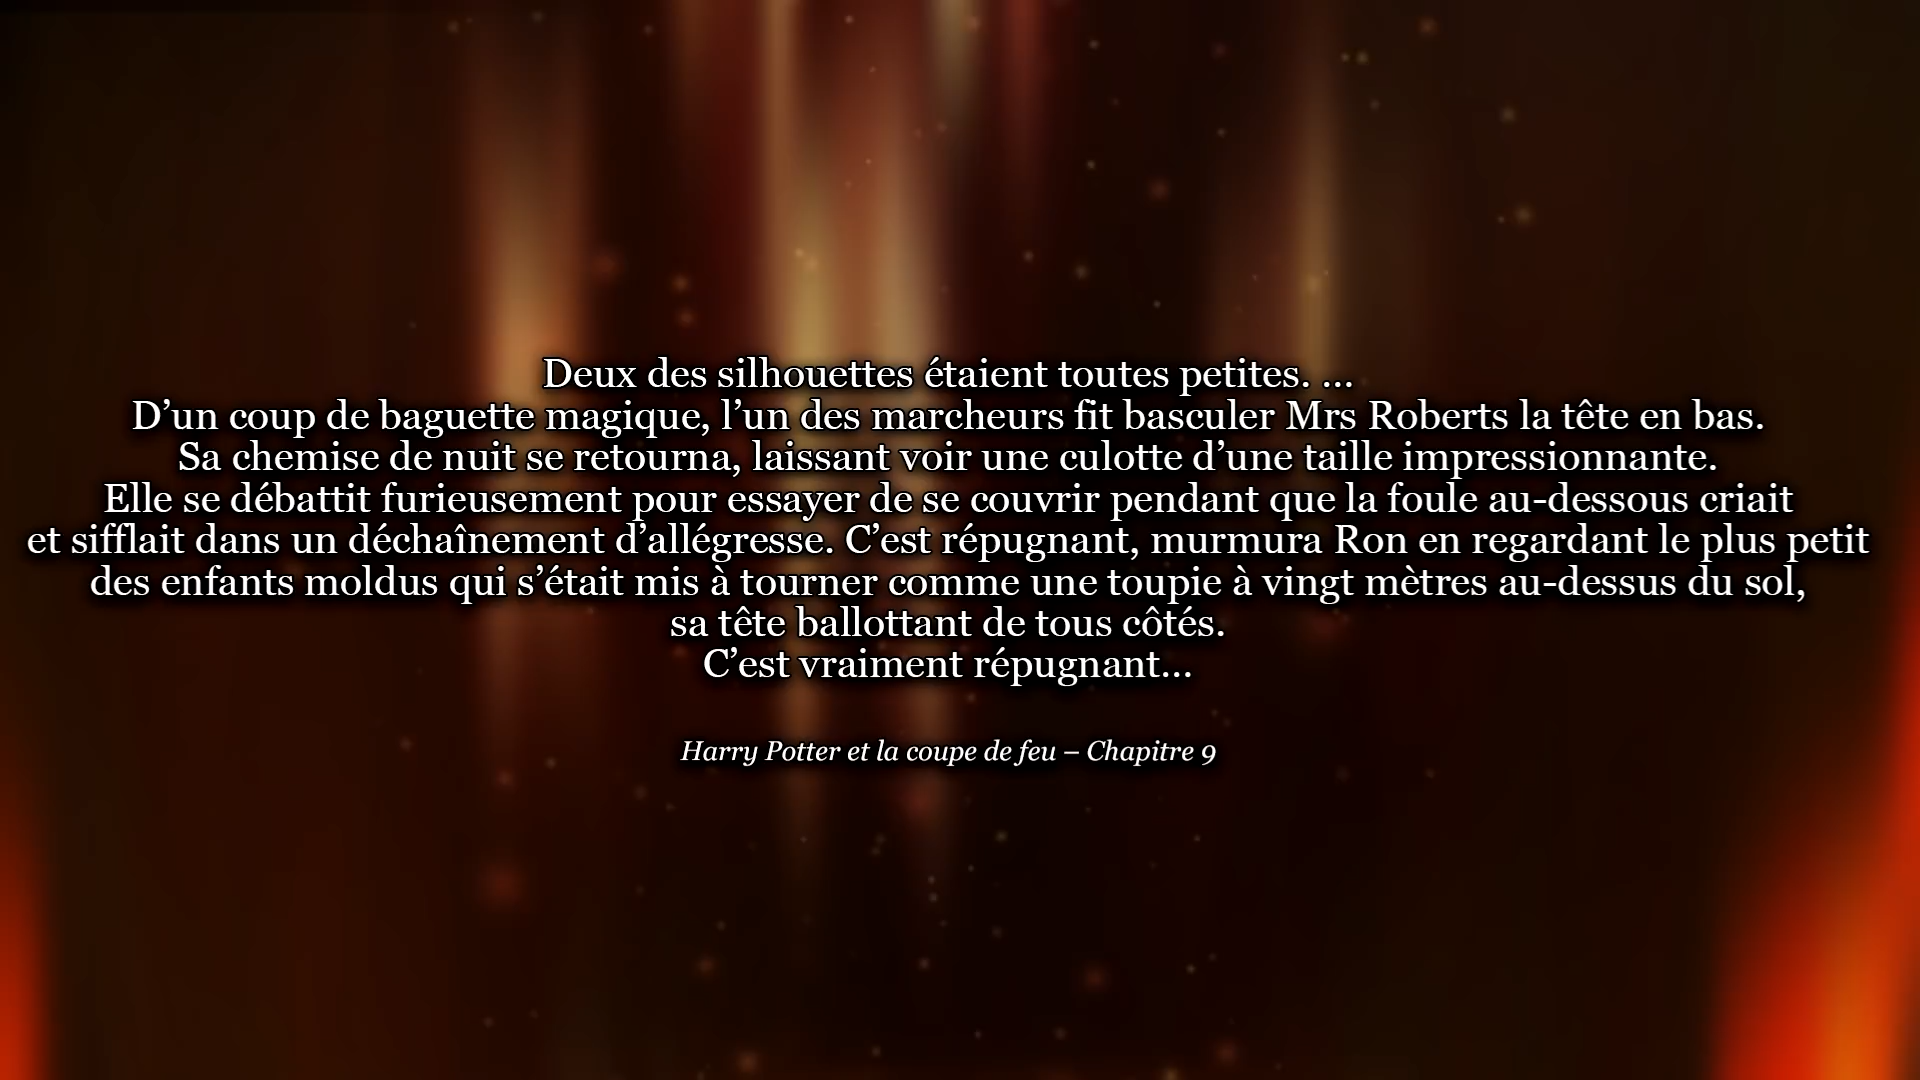 Deux des silhouettes étaient toutes petites. ...
D’un coup de baguette magique, l’un des marcheurs fit basculer Mrs Roberts la tête en bas.
Sa chemise de nuit se retourna, laissant voir une culotte d’une taille impressionnante.
Elle se débattit furieusement pour essayer de se couvrir pendant que la foule au-dessous criait
et sifflait dans un déchaînement d’allégresse. C’est répugnant, murmura Ron en regardant le plus petit
des enfants moldus qui s’était mis à tourner comme une toupie à vingt mètres au-dessus du sol,
sa tête ballottant de tous côtés.
C’est vraiment répugnant...
Harry Potter et la coupe de feu – Chapitre 9